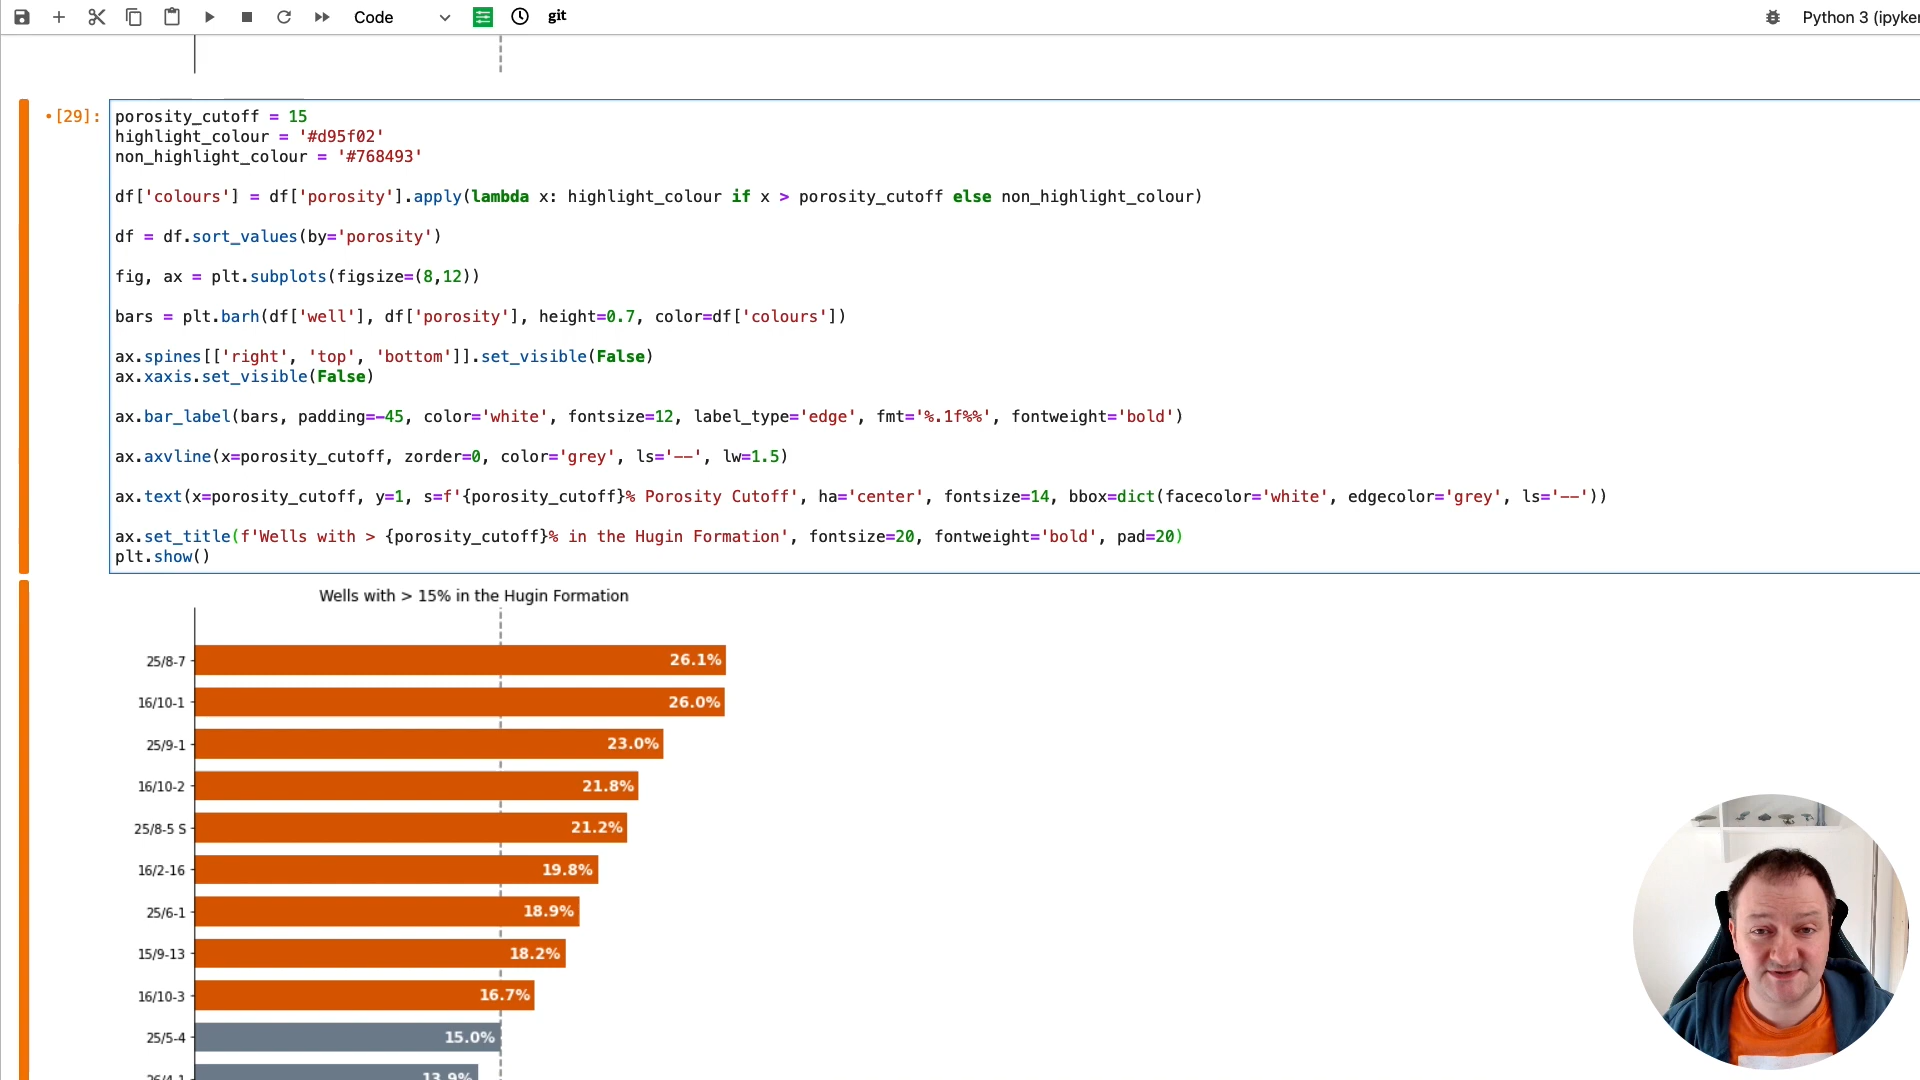 Code
git
Python 3 (ipyker
[29]:
porosity_cutoff = 15
highlight_colour = '#d95f02'
non_highlight_colour = '#768493'
df['colours'] = df['porosity'].apply(lambda x: highlight_colour if x > porosity_cutoff else non_highlight_colour)
df = df.sort_values(by='porosity')
fig, ax = plt.subplots(figsize=(8,12))
bars = plt.barh(df['well'], df['porosity'], height=0.7, color=df['colours'])
ax.spines[['right', 'top', 'bottom']].set_visible(False)
ax.xaxis.set_visible(False)
ax.bar_label(bars, padding=-45, color='white', fontsize=12, label_type='edge', fmt='%.1f%%', fontweight='bold')
ax.axvline(x=porosity_cutoff, zorder=0, color='grey', ls='--', lw=1.5)
ax.text(x=porosity_cutoff, y=1, s=f'{porosity_cutoff}% Porosity Cutoff', ha='center', fontsize=14, bbox=dict(facecolor='white', edgecolor='grey', ls='--'))
ax.set_title(f'Wells with > {porosity_cutoff}% in the Hugin Formation', fontsize=20, fontweight='bold', pad=20)
plt.show()
Wells with > 15% in the Hugin Formation
25/8-7 26.1%
16/10-1 26.0%
25/9-1 23.0%
16/10-2 21.8%
25/8-5 S 21.2%
16/2-16 19.8%
25/6-1 18.9%
15/9-13 18.2%
16/10-3 16.7%
25/5-4 15.0%
13.9%